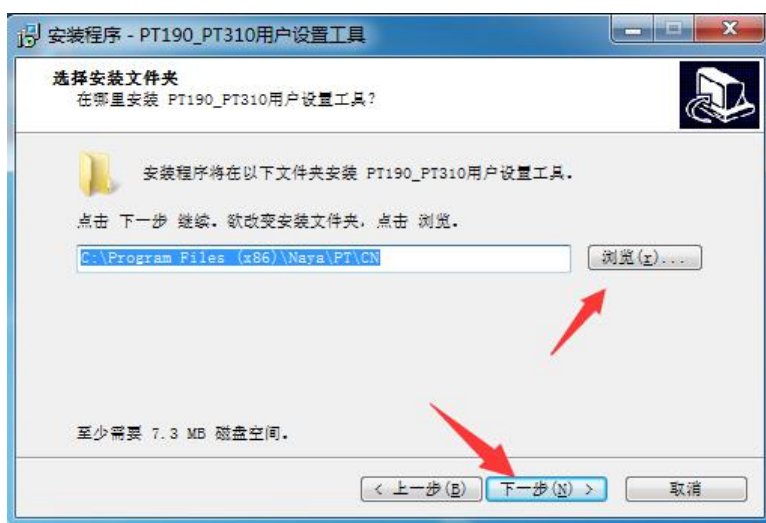 安装程序 - PT190_PT310用户设置工具
选择安装文件夹
在哪里安装 PT190_PT310用户设置工具?
安装程序将在以下文件夹安装 PT190_PT310用户设置工具.
点击 下一步 继续. 欲改变安装文件夹, 点击 浏览.
C:\Program Files (x86)\Naya\PT\CN
浏览(r)...
至少需要 7.3 MB 磁盘空间.
< 上一步(B)
下一步(N) >
取消